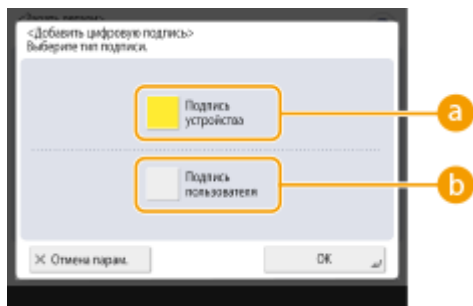 <Добавить цифровую подпись>
Выберите тип подписи.
Подпись
устройства
a
Подпись
пользователя
b
× Отмена парам.
OK